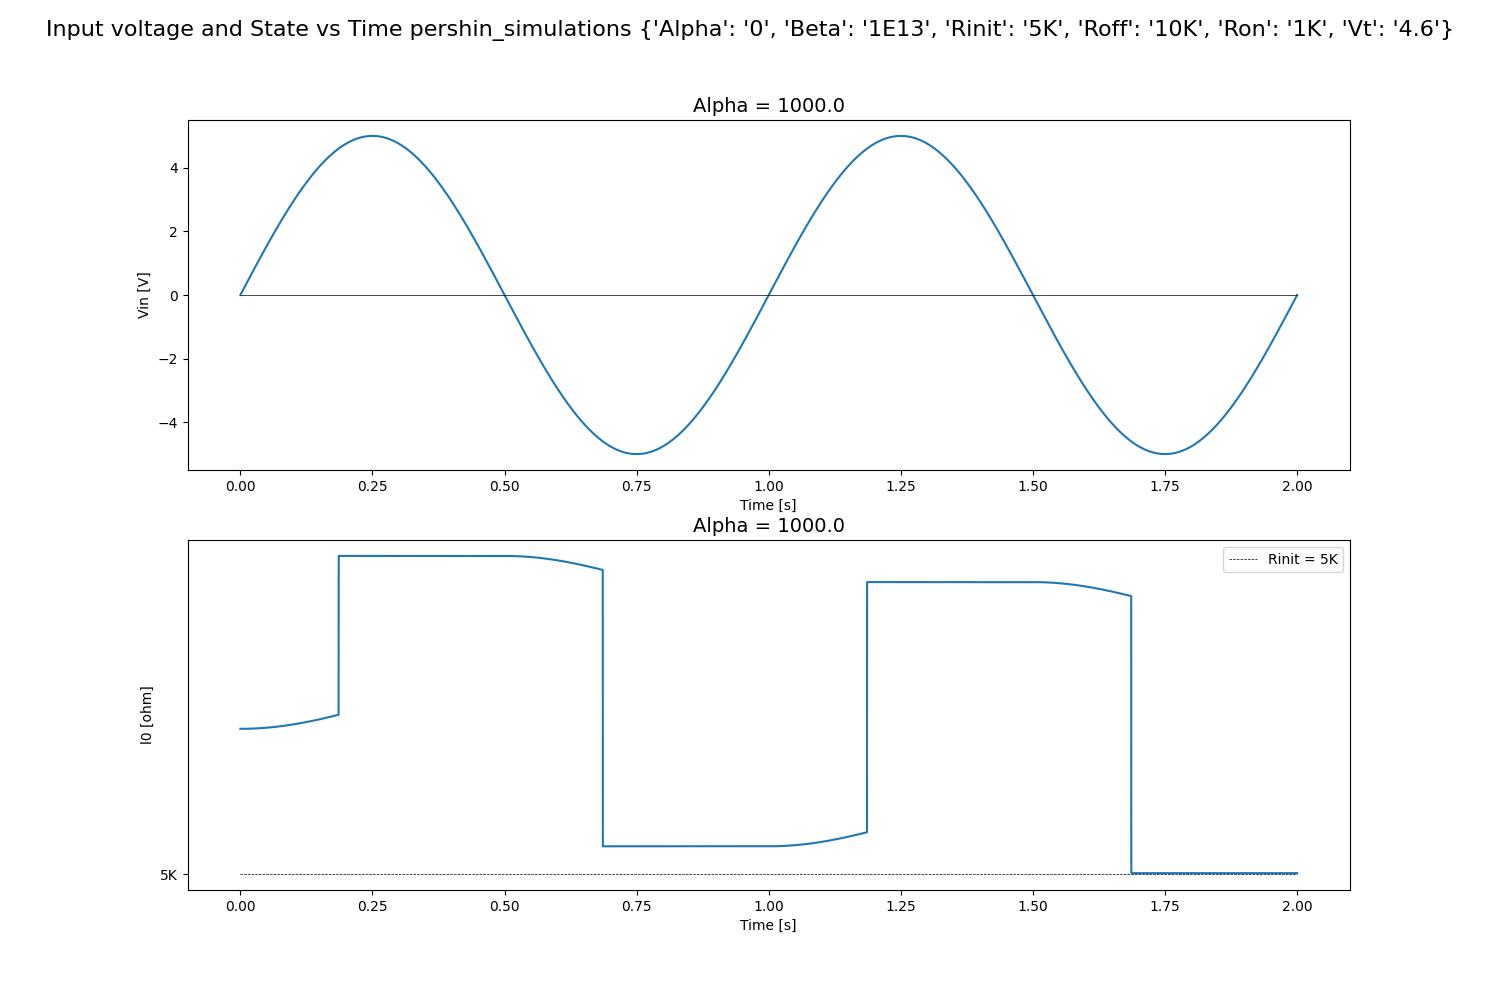 Input voltage and State vs Time pershin_simulations {'Alpha': '0', 'Beta': '1E13', 'Rinit': '5K', 'Roff': '10K', 'Ron': '1K', 'Vt': '4.6'}
Alpha = 1000.0
4
2
0
−2
−4
Vin [V]
0.00 0.25 0.50 0.75 1.00 1.25 1.50 1.75 2.00
Time [s]
Alpha = 1000.0
Rinit = 5K
l0 [ohm]
5K
0.00 0.25 0.50 0.75 1.00 1.25 1.50 1.75 2.00
Time [s]